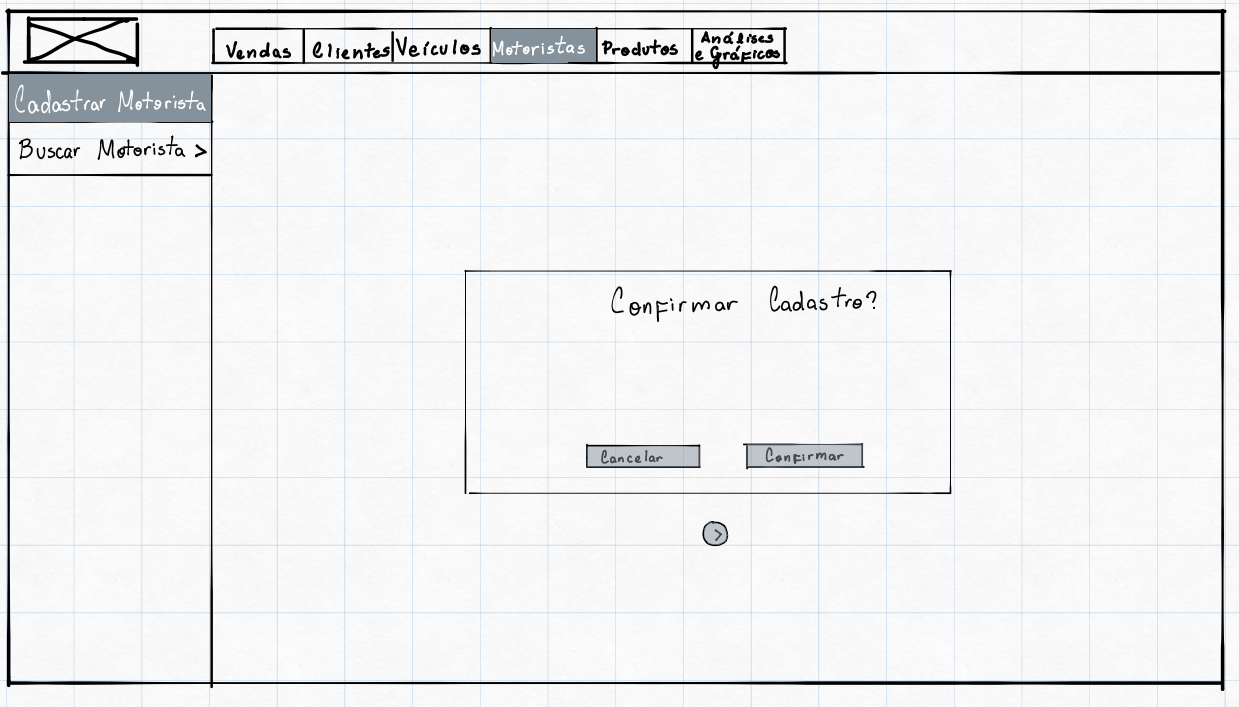 Vendas Clientes Veículos Motoristas Produtos Análises
e Gráficos
Cadastrar Motorista
Buscar Motorista >
Confirmar Cadastro?
Cancelar Confirmar
>